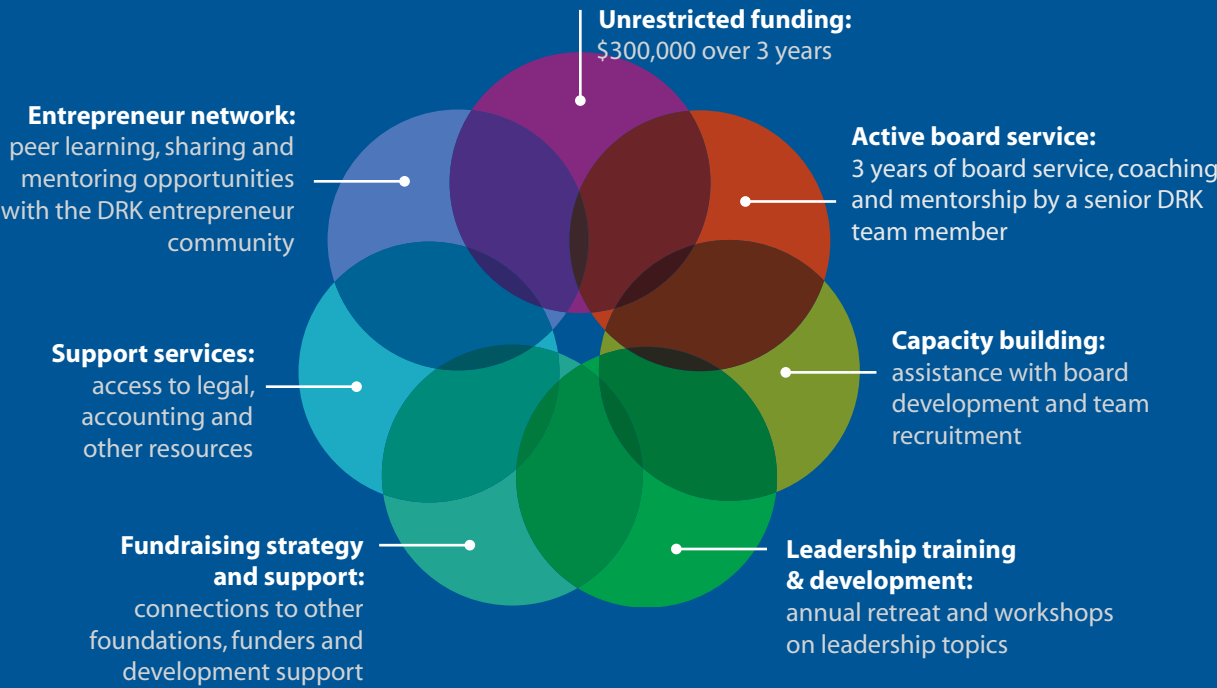 Unrestricted funding:
$300,000 over 3 years
Entrepreneur network:
peer learning, sharing and
mentoring opportunities
with the DRK entrepreneur
community
Active board service:
3 years of board service, coaching
and mentorship by a senior DRK
team member
Support services:
access to legal,
accounting and
other resources
Capacity building:
assistance with board
development and team
recruitment
Fundraising strategy
and support:
connections to other
foundations, funders and
development support
Leadership training
& development:
annual retreat and workshops
on leadership topics